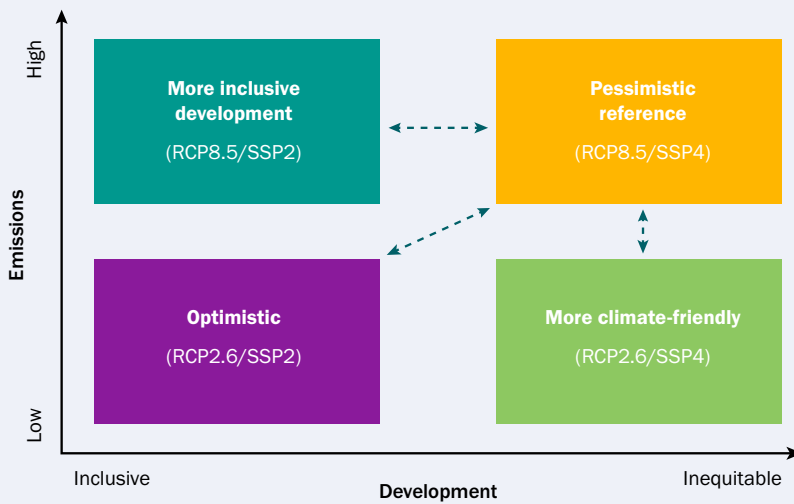 High
More inclusive
development
(RCP8.5/SSP2)
Pessimistic
reference
(RCP8.5/SSP4)
Emissions
Optimistic
(RCP2.6/SSP2)
More climate-friendly
(RCP2.6/SSP4)
Low
Inclusive
Development
Inequitable